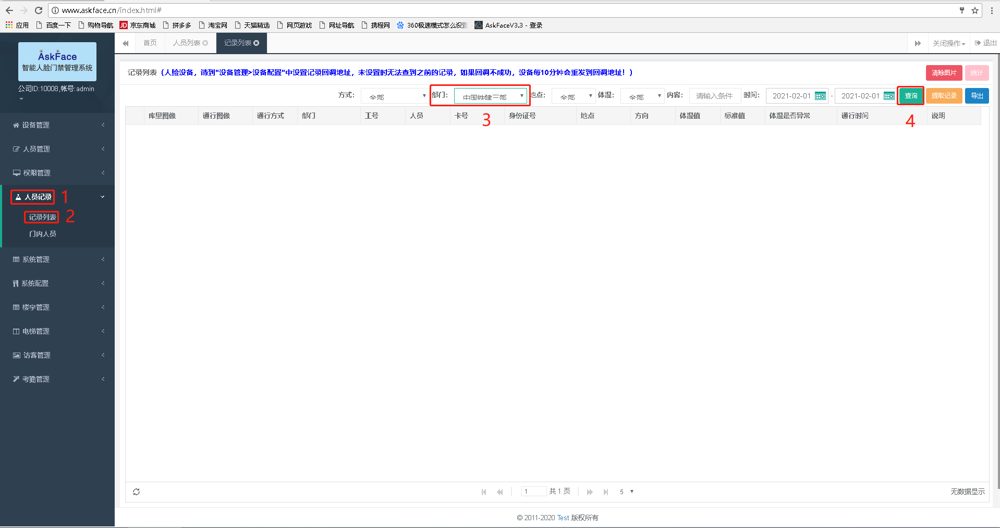 www.askface.cn/index.html#
应用 百度一下 购物导航 JD 京东商城 拼多多 淘宝网 天猫精选 网页游戏 网址导航 携程网 360极速模式怎么设置 AskFaceV3.3 - 登录
AskFace
智能人脸门禁管理系统
公司ID:10008,帐号:admin
首页 人员列表 记录列表 关闭操作 退出
记录列表（人脸设备，请到"设备管理>设备配置"中设置记录回调地址，未设置时无法查到之前的记录，如果回调不成功，设备每10分钟会重发到回调地址！）
清除图片 统计
方式： 全部 部门： 中国铁建三部 地点： 全部 体温： 全部 内容： 请输入条件 时间： 2021-02-01 - 2021-02-01 查询 提取记录 导出
库里图像 通行图像 通行方式 部门 工号 人员 卡号 身份证号 地点 方向 体温值 标准值 体温是否异常 通行时间 说明
3
4
设备管理
人员管理
权限管理
人员记录 1
记录列表 2
门内人员
系统管理
系统配置
楼宇管理
电梯管理
访客管理
考勤管理
1 共 1 页 5 无数据显示
© 2011-2020 Test 版权所有